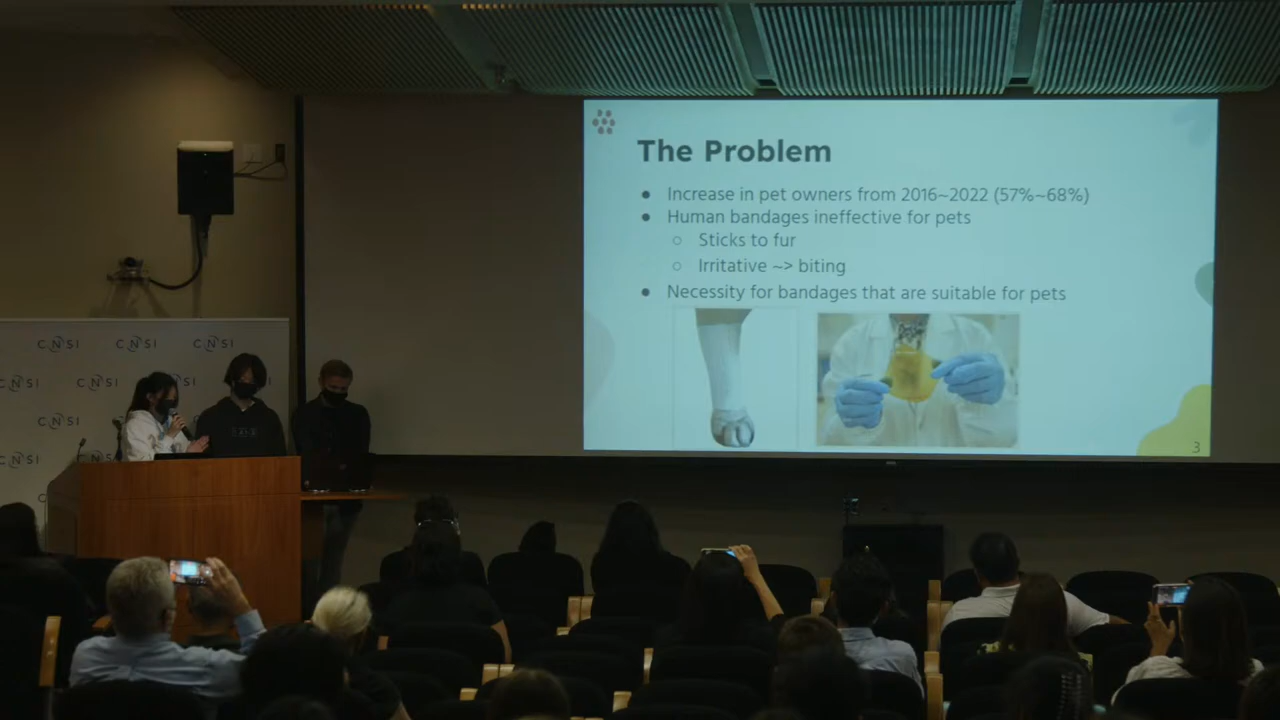 The Problem
● Increase in pet owners from 2016~2022 (57%~68%)
● Human bandages ineffective for pets
○ Sticks to fur
○ Irritative ~> biting
● Necessity for bandages that are suitable for pets
3
CNSI CNSI CNSI
CNSI CNSI
CNSI